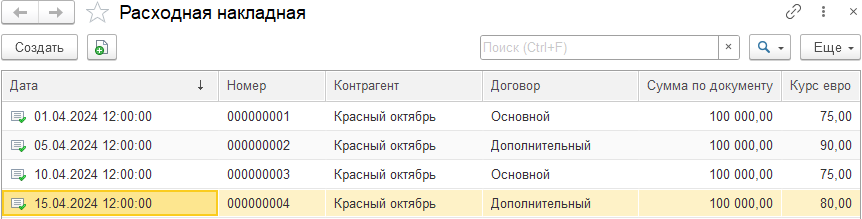 Расходная накладная
Создать Поиск (Ctrl+F) × Еще
Дата ↓ Номер Контрагент Договор Сумма по документу Курс евро
01.04.2024 12:00:00 000000001 Красный октябрь Основной 100 000,00 75,00
05.04.2024 12:00:00 000000002 Красный октябрь Дополнительный 100 000,00 90,00
10.04.2024 12:00:00 000000003 Красный октябрь Основной 100 000,00 75,00
15.04.2024 12:00:00 000000004 Красный октябрь Дополнительный 100 000,00 80,00